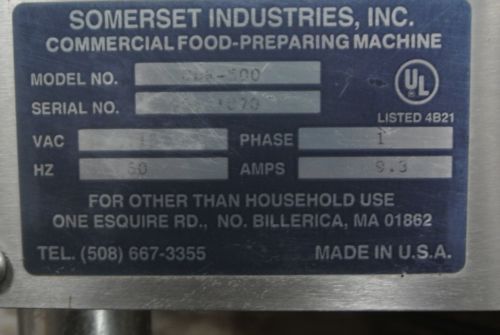 SOMERSET INDUSTRIES, INC.
COMMERCIAL FOOD-PREPARING MACHINE
MODEL NO. CDR-500
SERIAL NO.
UL
LISTED 4B21
VAC PHASE 1
HZ 60 AMPS 9.3
FOR OTHER THAN HOUSEHOLD USE
ONE ESQUIRE RD., NO. BILLERICA, MA 01862
TEL. (508) 667-3355 MADE IN U.S.A.